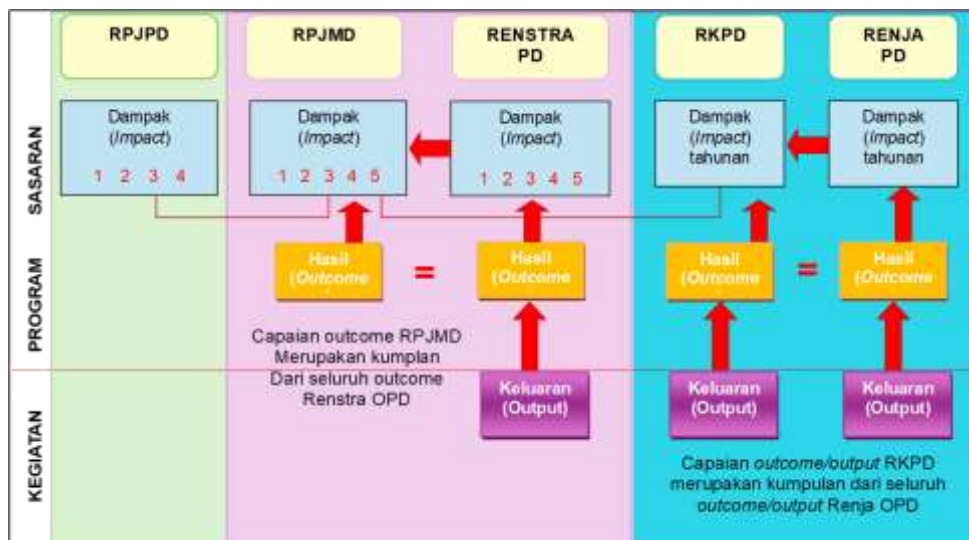 RPJPD
RPJMD
RENSTRA
PD
RKPD
RENJA
PD
SASARAN
Dampak
(Impact)
1 2 3 4
Dampak
(Impact)
1 2 3 4 5
Dampak
(Impact)
1 2 3 4 5
Dampak
(Impact)
tahunan
Dampak
(Impact)
tahunan
PROGRAM
Hasil
(Outcome
=
Hasil
(Outcome
Hasil
(Outcome
=
Hasil
(Outcome
Capaian outcome RPJMD
Merupakan kumplan
Dari seluruh outcome
Renstra OPD
KEGIATAN
Keluaran
(Output)
Keluaran
(Output)
Keluaran
(Output)
Capaian outcome/output RKPD
merupakan kumpulan dari seluruh
outcome/output Renja OPD